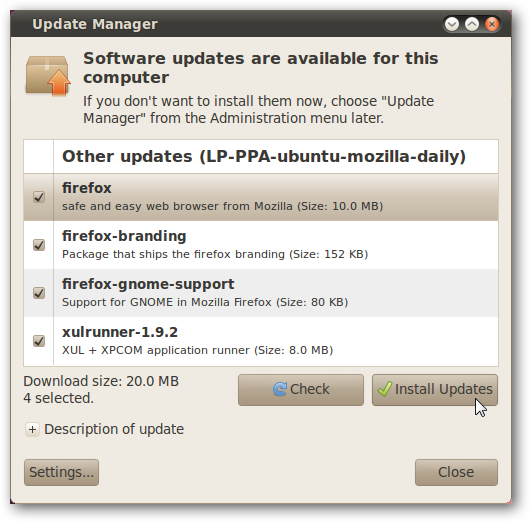 Update Manager
Software updates are available for this
computer
If you don't want to install them now, choose "Update
Manager" from the Administration menu later.
Other updates (LP-PPA-ubuntu-mozilla-daily)
firefox
safe and easy web browser from Mozilla (Size: 10.0 MB)
firefox-branding
Package that ships the firefox branding (Size: 152 KB)
firefox-gnome-support
Support for GNOME in Mozilla Firefox (Size: 80 KB)
xulrunner-1.9.2
XUL + XPCOM application runner (Size: 8.0 MB)
Download size: 20.0 MB
4 selected.
Check
Install Updates
Description of update
Settings...
Close